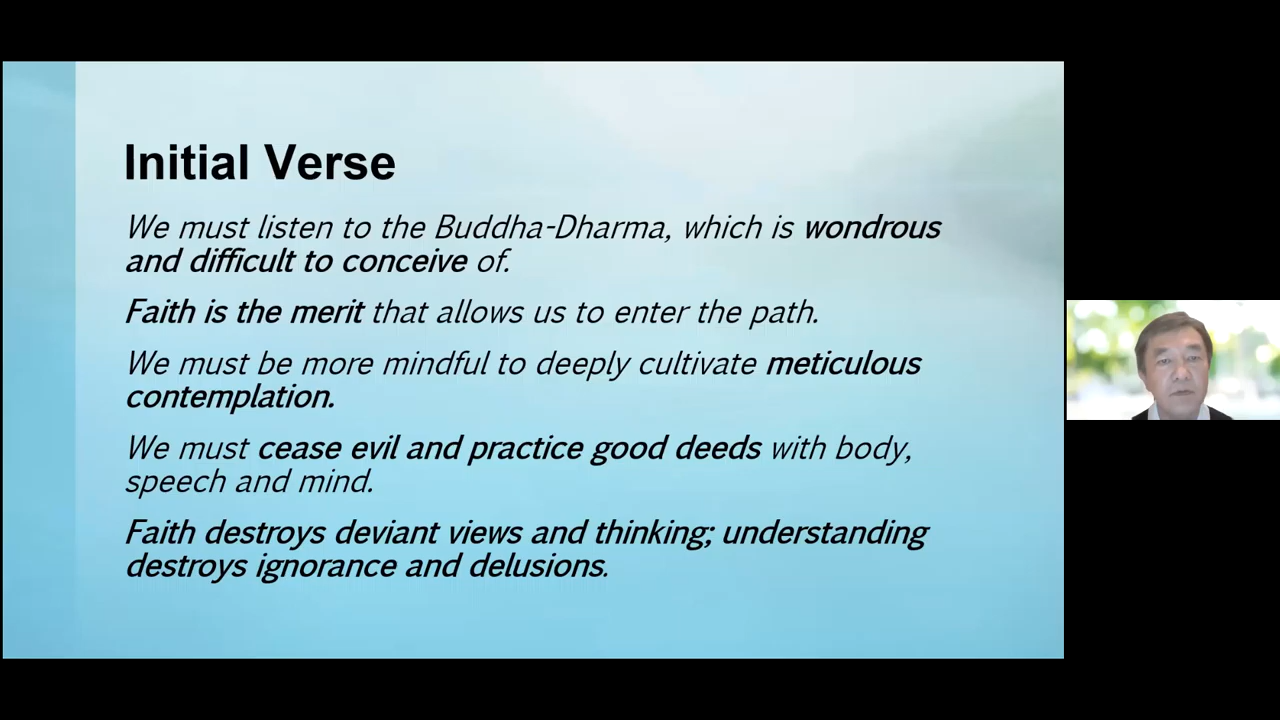 Initial Verse
We must listen to the Buddha-Dharma, which is wondrous
and difficult to conceive of.
Faith is the merit that allows us to enter the path.
We must be more mindful to deeply cultivate meticulous
contemplation.
We must cease evil and practice good deeds with body,
speech and mind.
Faith destroys deviant views and thinking; understanding
destroys ignorance and delusions.